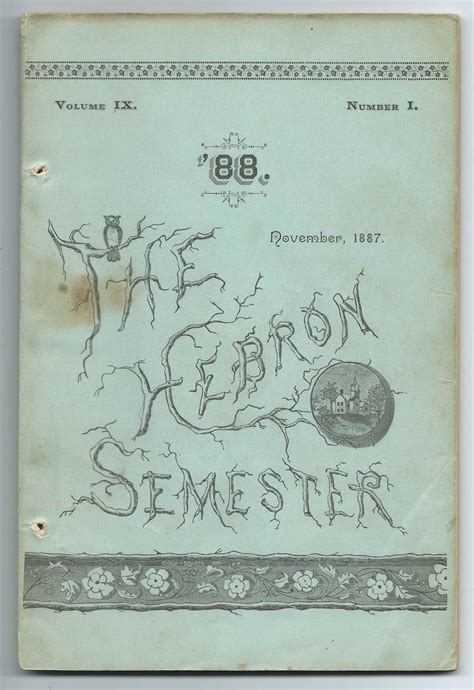 VOLUME IX. NUMBER I.
'88.
November, 1887.
THE
HEBRON
SEMESTER